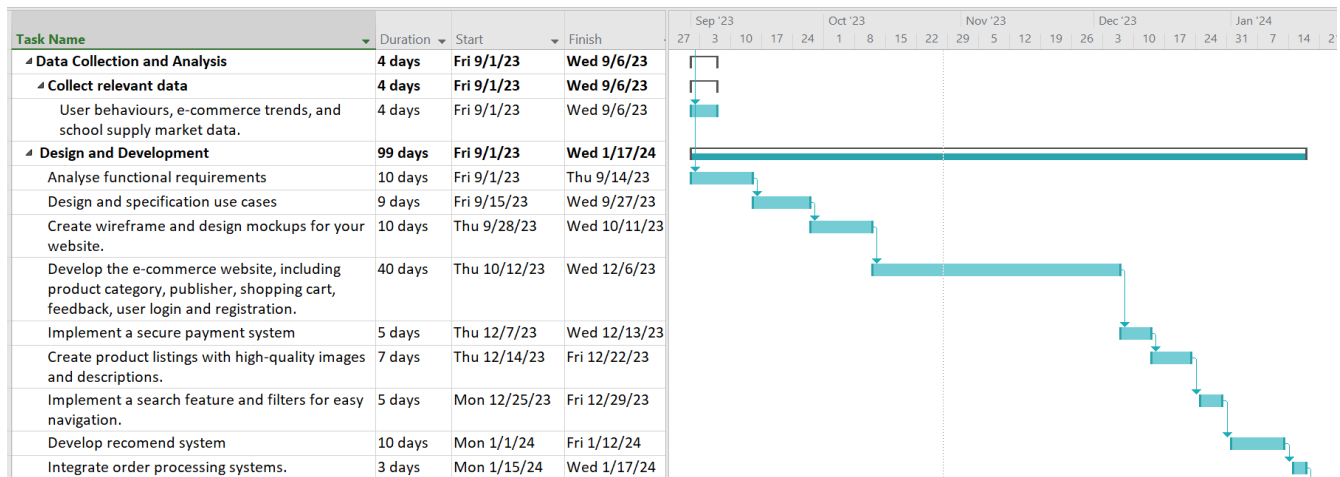 Sep '23 Oct '23 Nov '23 Dec '23 Jan '24
Task Name Duration Start Finish 27 3 10 17 24 1 8 15 22 29 5 12 19 26 3 10 17 24 31 7 14
Data Collection and Analysis 4 days Fri 9/1/23 Wed 9/6/23
Collect relevant data 4 days Fri 9/1/23 Wed 9/6/23
User behaviours, e-commerce trends, and 4 days Fri 9/1/23 Wed 9/6/23
school supply market data.
Design and Development 99 days Fri 9/1/23 Wed 1/17/24
Analyse functional requirements 10 days Fri 9/1/23 Thu 9/14/23
Design and specification use cases 9 days Fri 9/15/23 Wed 9/27/23
Create wireframe and design mockups for your 10 days Thu 9/28/23 Wed 10/11/23
website.
Develop the e-commerce website, including 40 days Thu 10/12/23 Wed 12/6/23
product category, publisher, shopping cart,
feedback, user login and registration.
Implement a secure payment system 5 days Thu 12/7/23 Wed 12/13/23
Create product listings with high-quality images 7 days Thu 12/14/23 Fri 12/22/23
and descriptions.
Implement a search feature and filters for easy 5 days Mon 12/25/23 Fri 12/29/23
navigation.
Develop recomend system 10 days Mon 1/1/24 Fri 1/12/24
Integrate order processing systems. 3 days Mon 1/15/24 Wed 1/17/24